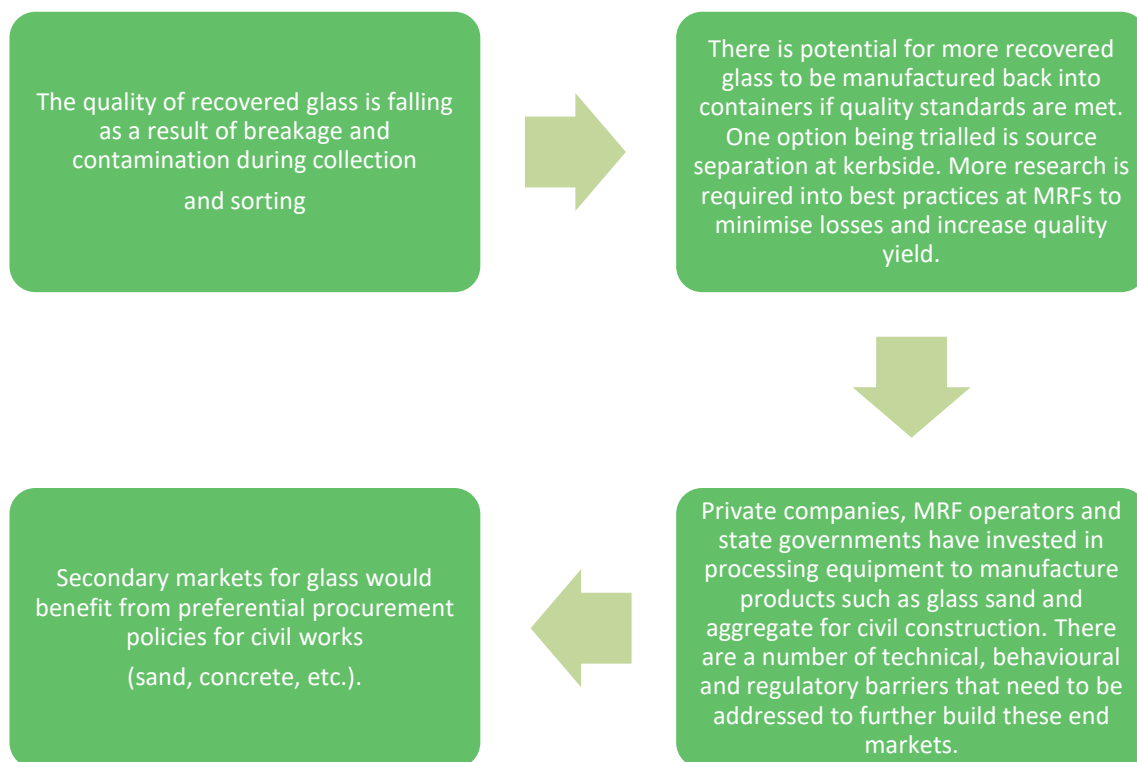 The quality of recovered glass is falling
as a result of breakage and
contamination during collection
and sorting
There is potential for more recovered
glass to be manufactured back into
containers if quality standards are met.
One option being trialled is source
separation at kerbside. More research is
required into best practices at MRFs to
minimise losses and increase quality
yield.
Private companies, MRF operators and
state governments have invested in
processing equipment to manufacture
products such as glass sand and
aggregate for civil construction. There
are a number of technical, behavioural
and regulatory barriers that need to be
addressed to further build these end
markets.
Secondary markets for glass would
benefit from preferential procurement
policies for civil works
(sand, concrete, etc.).